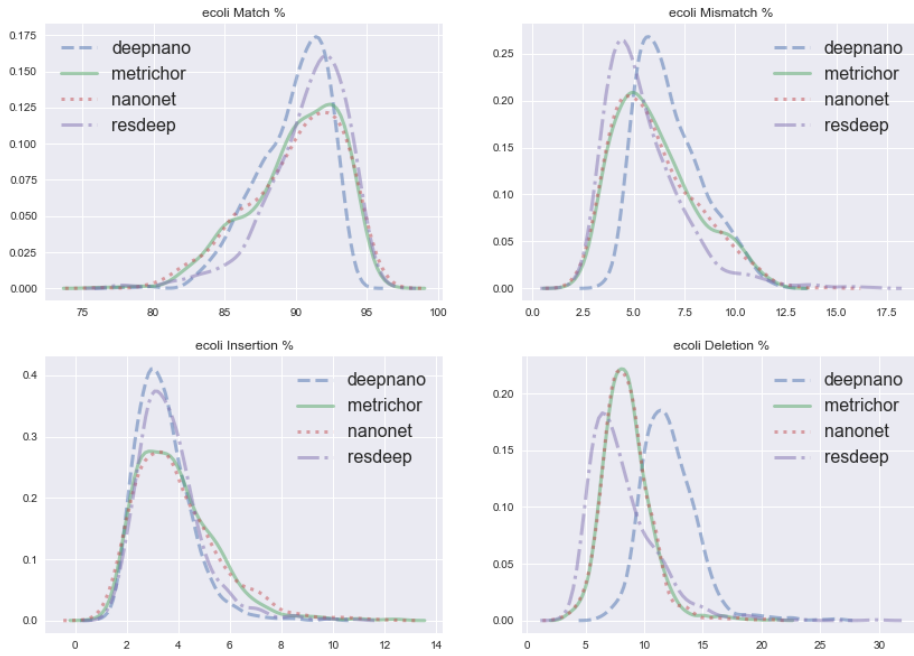 ecoli Match %
0.175
0.150
0.125
0.100
0.075
0.050
0.025
0.000
deepnano
metrichor
nanonet
resdeep
75 80 85 90 95 100
ecoli Mismatch %
0.25
0.20
0.15
0.10
0.05
0.00
deepnano
metrichor
nanonet
resdeep
0.0 2.5 5.0 7.5 10.0 12.5 15.0 17.5
ecoli Insertion %
0.4
0.3
0.2
0.1
0.0
deepnano
metrichor
nanonet
resdeep
0 2 4 6 8 10 12 14
ecoli Deletion %
0.20
0.15
0.10
0.05
0.00
deepnano
metrichor
nanonet
resdeep
0 5 10 15 20 25 30